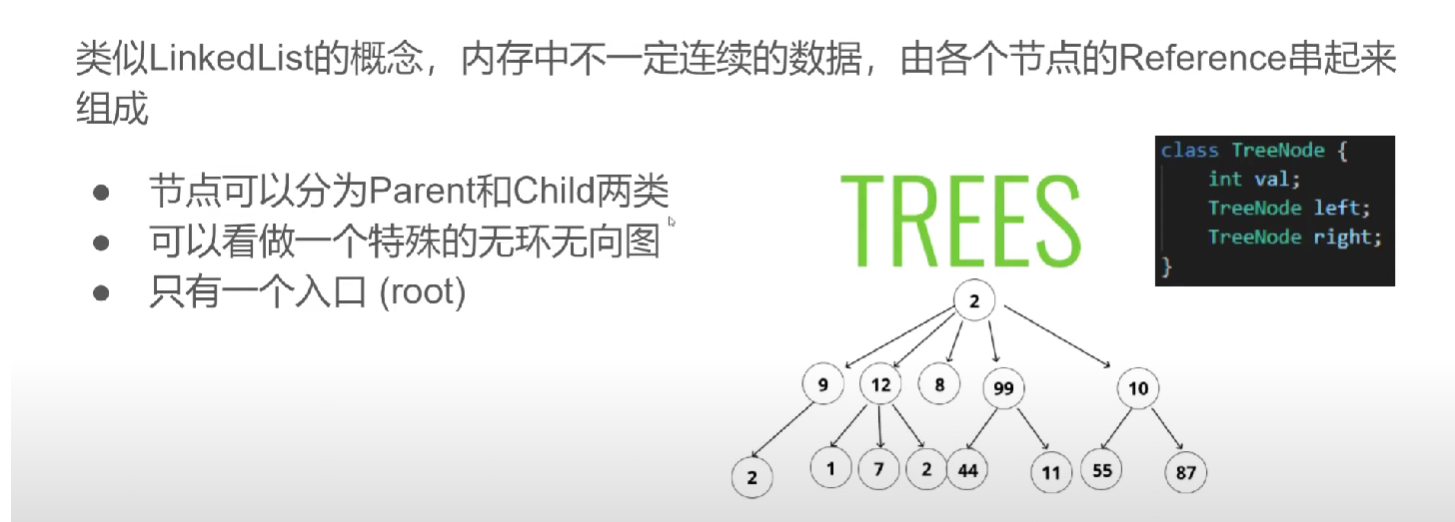 类似LinkedList的概念，内存中不一定连续的数据，由各个节点的Reference串起来
组成
● 节点可以分为Parent和Child两类
● 可以看做一个特殊的无环无向图
● 只有一个入口 (root)
TREES
class TreeNode {
    int val;
    TreeNode left;
    TreeNode right;
}
2
9 12 8 99 10
2 1 7 2 44 11 55 87